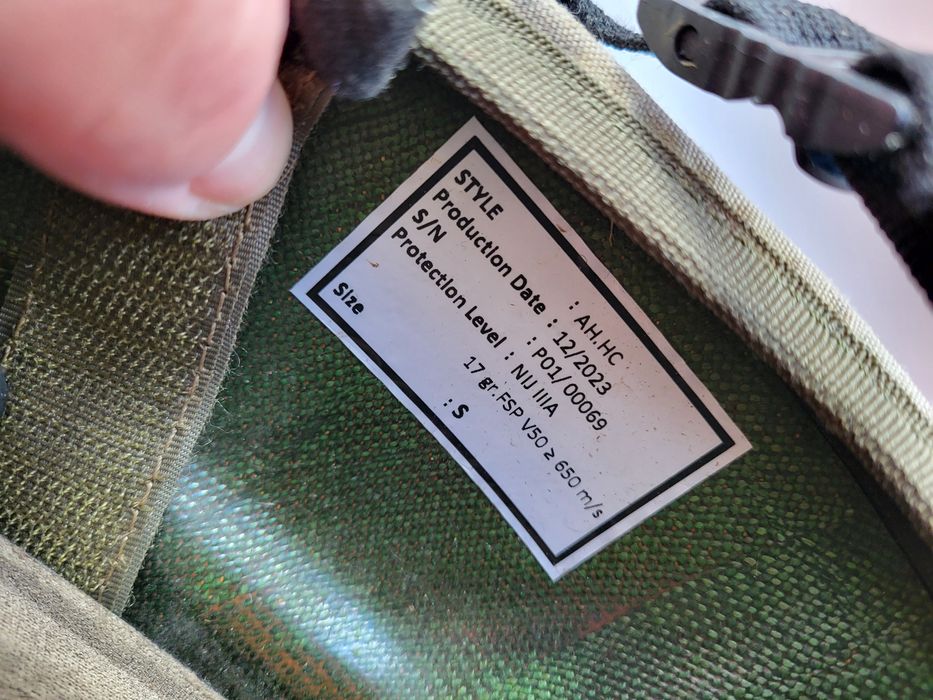 STYLE : AH.HC
Production Date : 12/2023
S/N : P01/00069
Protection Level : NIJ IIIA
17 gr.FSP V50 ≥ 650 m/s
Size : S